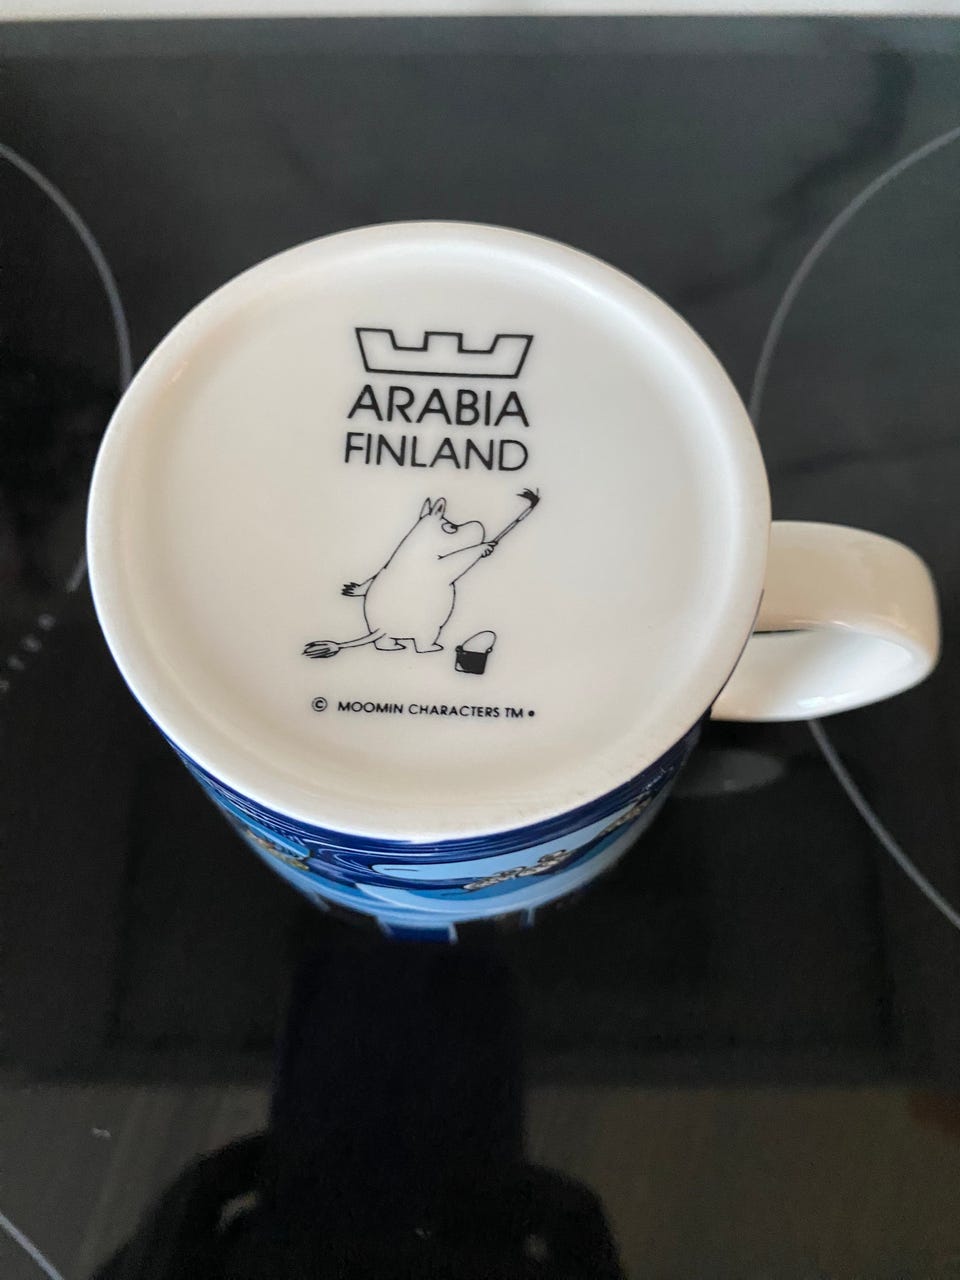 ARABIA
FINLAND
© MOOMIN CHARACTERS TM •